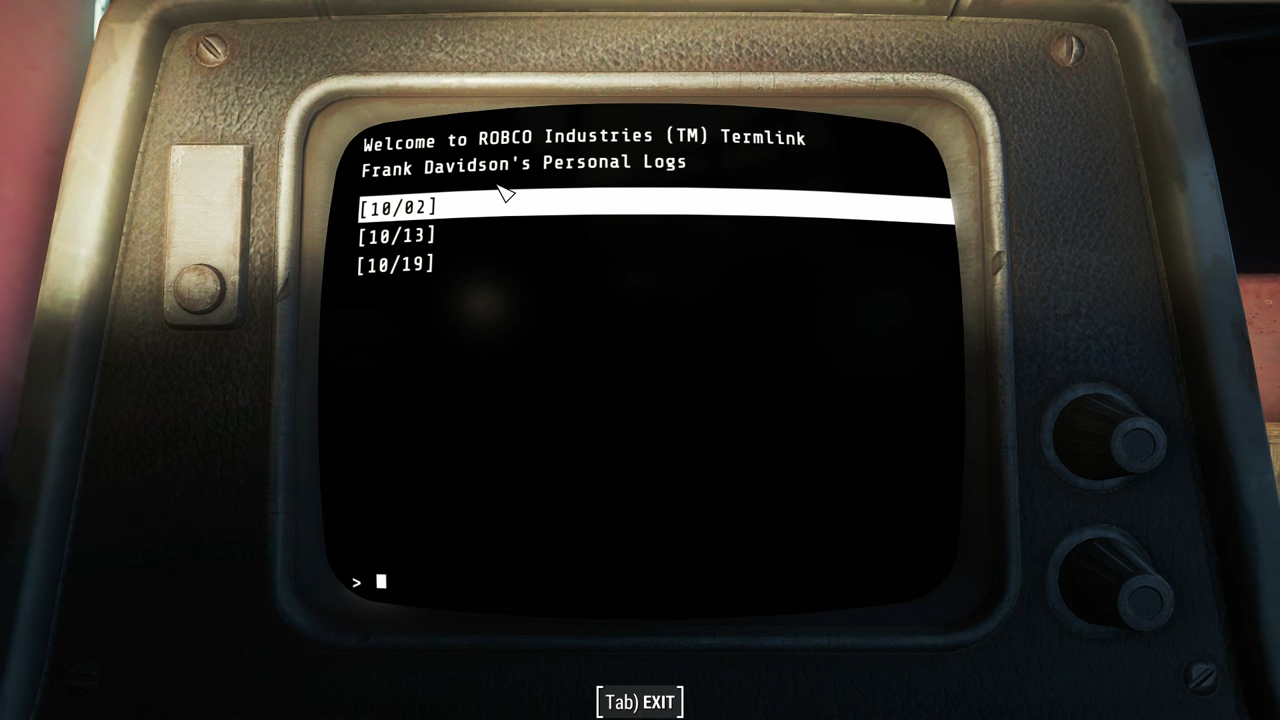 Welcome to ROBCO Industries (TM) Termlink
Frank Davidson's Personal Logs
[10/02]
[10/13]
[10/19]
>
[Tab) EXIT]